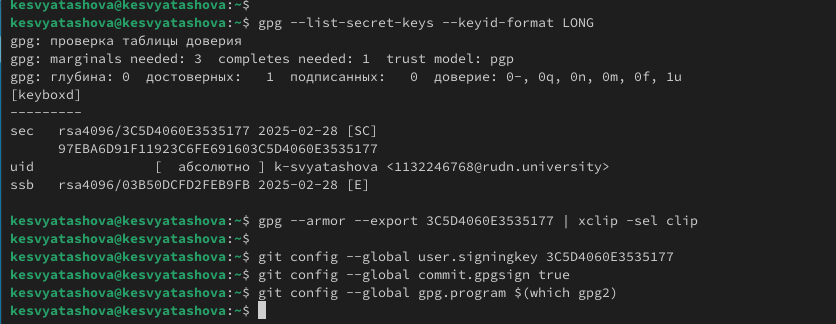 kesvyatashova@kesvyatashova:~$
kesvyatashova@kesvyatashova:~$ gpg --list-secret-keys --keyid-format LONG
gpg: проверка таблицы доверия
gpg: marginals needed: 3  completes needed: 1  trust model: pgp
gpg: глубина: 0  достоверных:   1  подписанных:   0  доверие: 0-, 0q, 0n, 0m, 0f, 1u
[keyboxd]
---------
sec   rsa4096/3C5D4060E3535177 2025-02-28 [SC]
      97EBA6D91F11923C6FE691603C5D4060E3535177
uid              [  абсолютно ] k-svyatashova <1132246768@rudn.university>
ssb   rsa4096/03B50DCFD2FEB9FB 2025-02-28 [E]
kesvyatashova@kesvyatashova:~$ gpg --armor --export 3C5D4060E3535177 | xclip -sel clip
kesvyatashova@kesvyatashova:~$
kesvyatashova@kesvyatashova:~$ git config --global user.signingkey 3C5D4060E3535177
kesvyatashova@kesvyatashova:~$ git config --global commit.gpgsign true
kesvyatashova@kesvyatashova:~$ git config --global gpg.program $(which gpg2)
kesvyatashova@kesvyatashova:~$